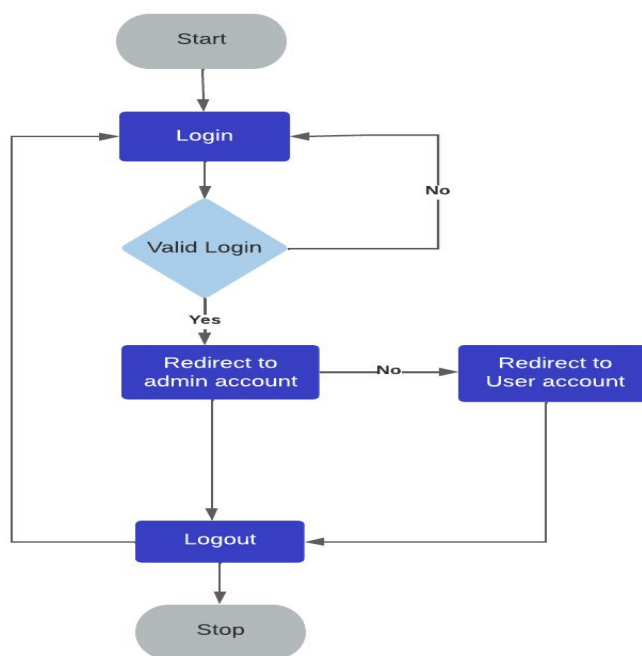 Start
Login
No
Valid Login
Yes
Redirect to
admin account
No
Redirect to
User account
Logout
Stop